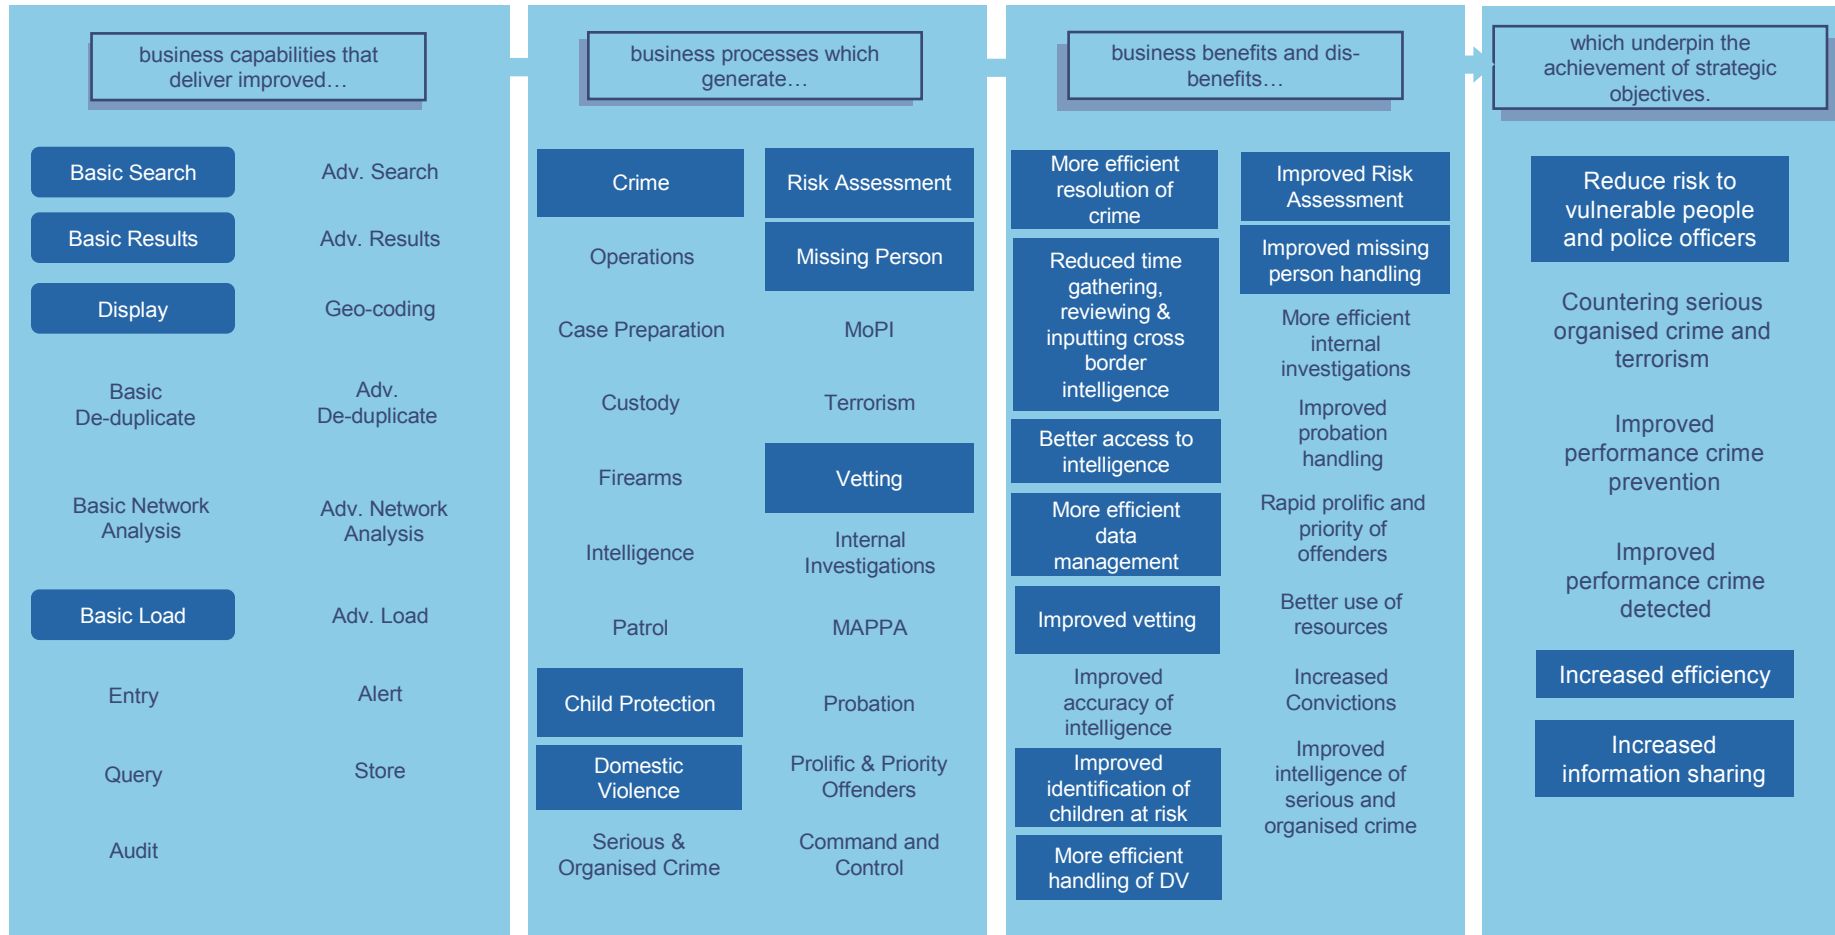 business capabilities that
deliver improved…
Basic Search
Adv. Search
Basic Results
Adv. Results
Display
Geo-coding
Basic
De-duplicate
Adv.
De-duplicate
Basic Network
Analysis
Adv. Network
Analysis
Basic Load
Adv. Load
Entry
Alert
Query
Store
Audit
business processes which
generate…
Crime
Risk Assessment
Operations
Missing Person
Case Preparation
MoPI
Custody
Terrorism
Firearms
Vetting
Intelligence
Internal
Investigations
Patrol
MAPPA
Child Protection
Probation
Domestic
Violence
Prolific & Priority
Offenders
Serious &
Organised Crime
Command and
Control
business benefits and dis-
benefits…
More efficient
resolution of
crime
Reduced time
gathering,
reviewing &
inputting cross
border
intelligence
Better access to
intelligence
More efficient
data
management
Improved vetting
Improved
accuracy of
intelligence
Improved
identification of
children at risk
More efficient
handling of DV
Improved Risk
Assessment
Improved missing
person handling
More efficient
internal
investigations
Improved
probation
handling
Rapid prolific and
priority of
offenders
Better use of
resources
Increased
Convictions
Improved
intelligence of
serious and
organised crime
which underpin the
achievement of strategic
objectives.
Reduce risk to
vulnerable people
and police officers
Countering serious
organised crime and
terrorism
Improved
performance crime
prevention
Improved
performance crime
detected
Increased efficiency
Increased
information sharing